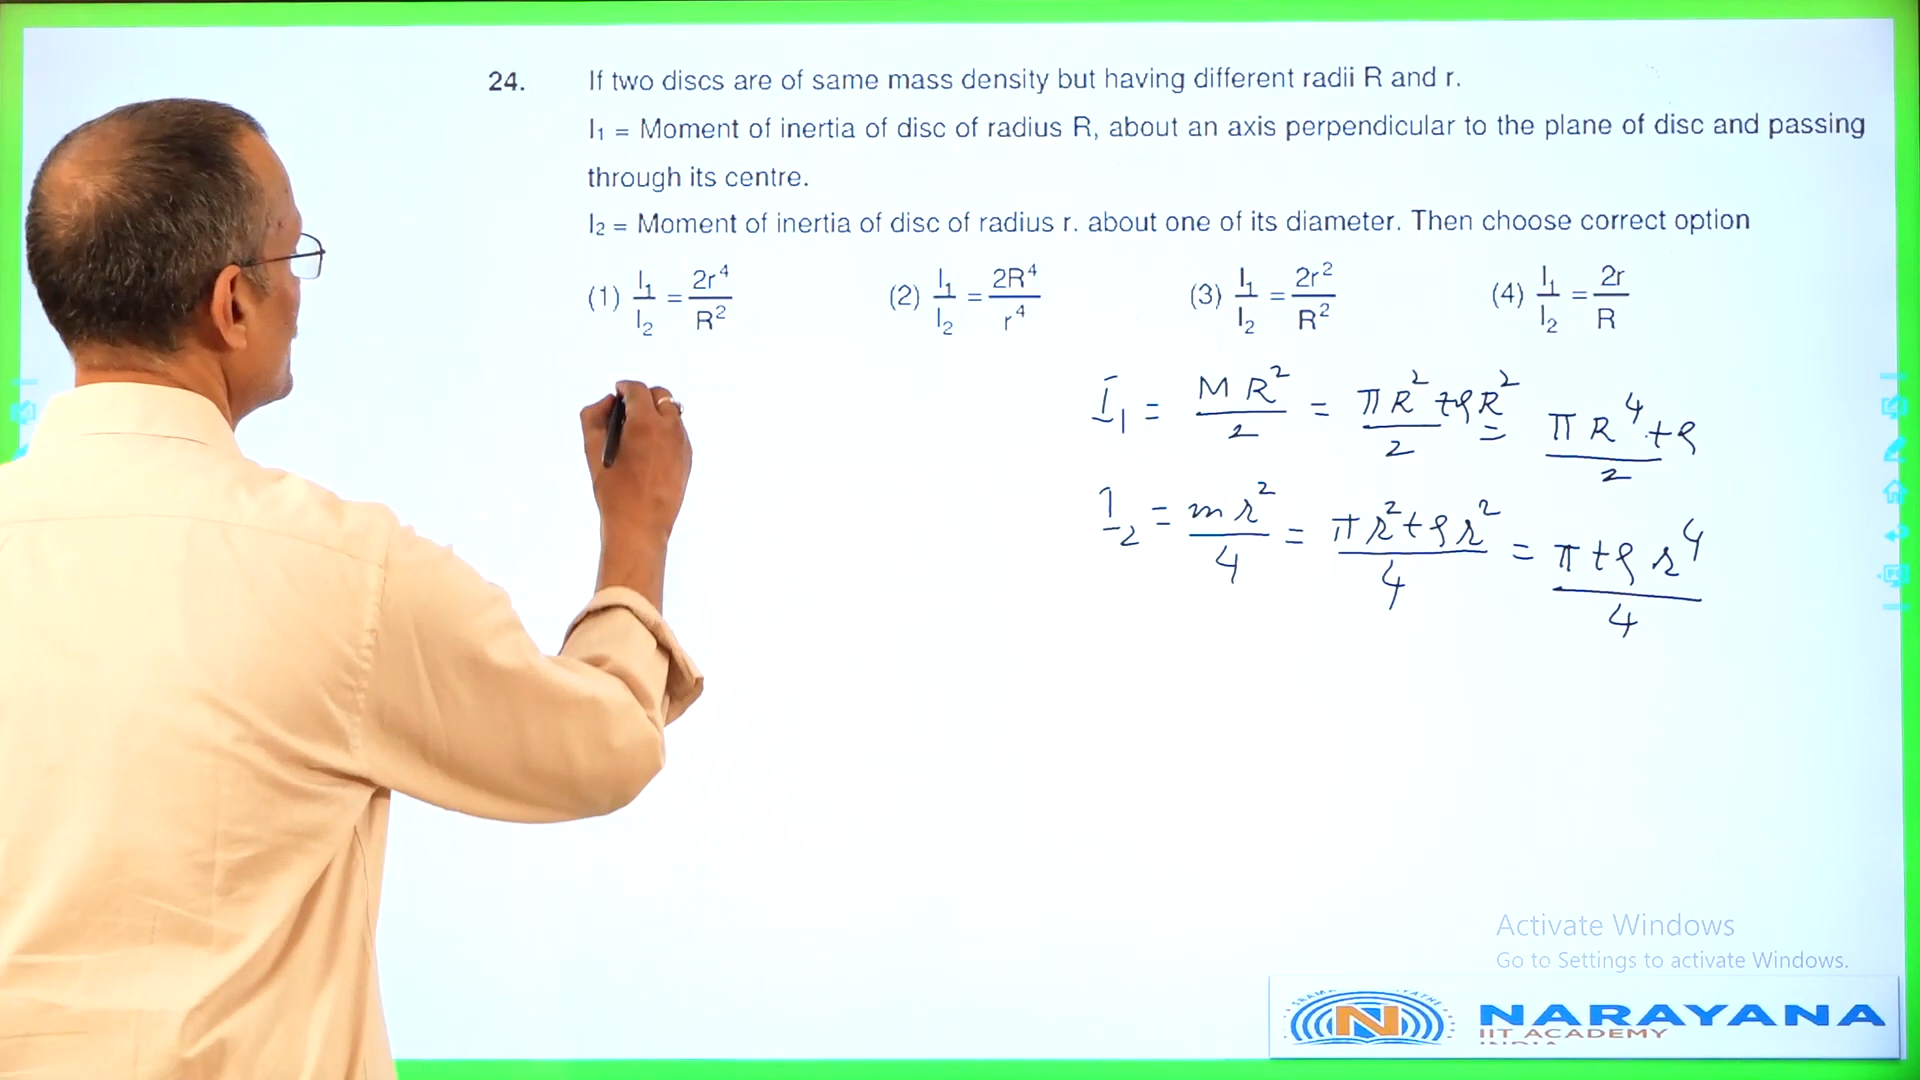 24. If two discs are of same mass density but having different radii R and r.
I₁ = Moment of inertia of disc of radius R, about an axis perpendicular to the plane of disc and passing
through its centre.
I₂ = Moment of inertia of disc of radius r. about one of its diameter. Then choose correct option
(1) I₁/I₂ = 2r⁴/R² (2) I₁/I₂ = 2R⁴/r⁴ (3) I₁/I₂ = 2r²/R² (4) I₁/I₂ = 2r/R
I₁ = MR²/2 = πR²tρR²/2 = πR⁴tρ/2
I₂ = mr²/4 = πr²tρr²/4 = πtρr⁴/4
Activate Windows
Go to Settings to activate Windows.
N NARAYANA
IIT ACADEMY
INDIA